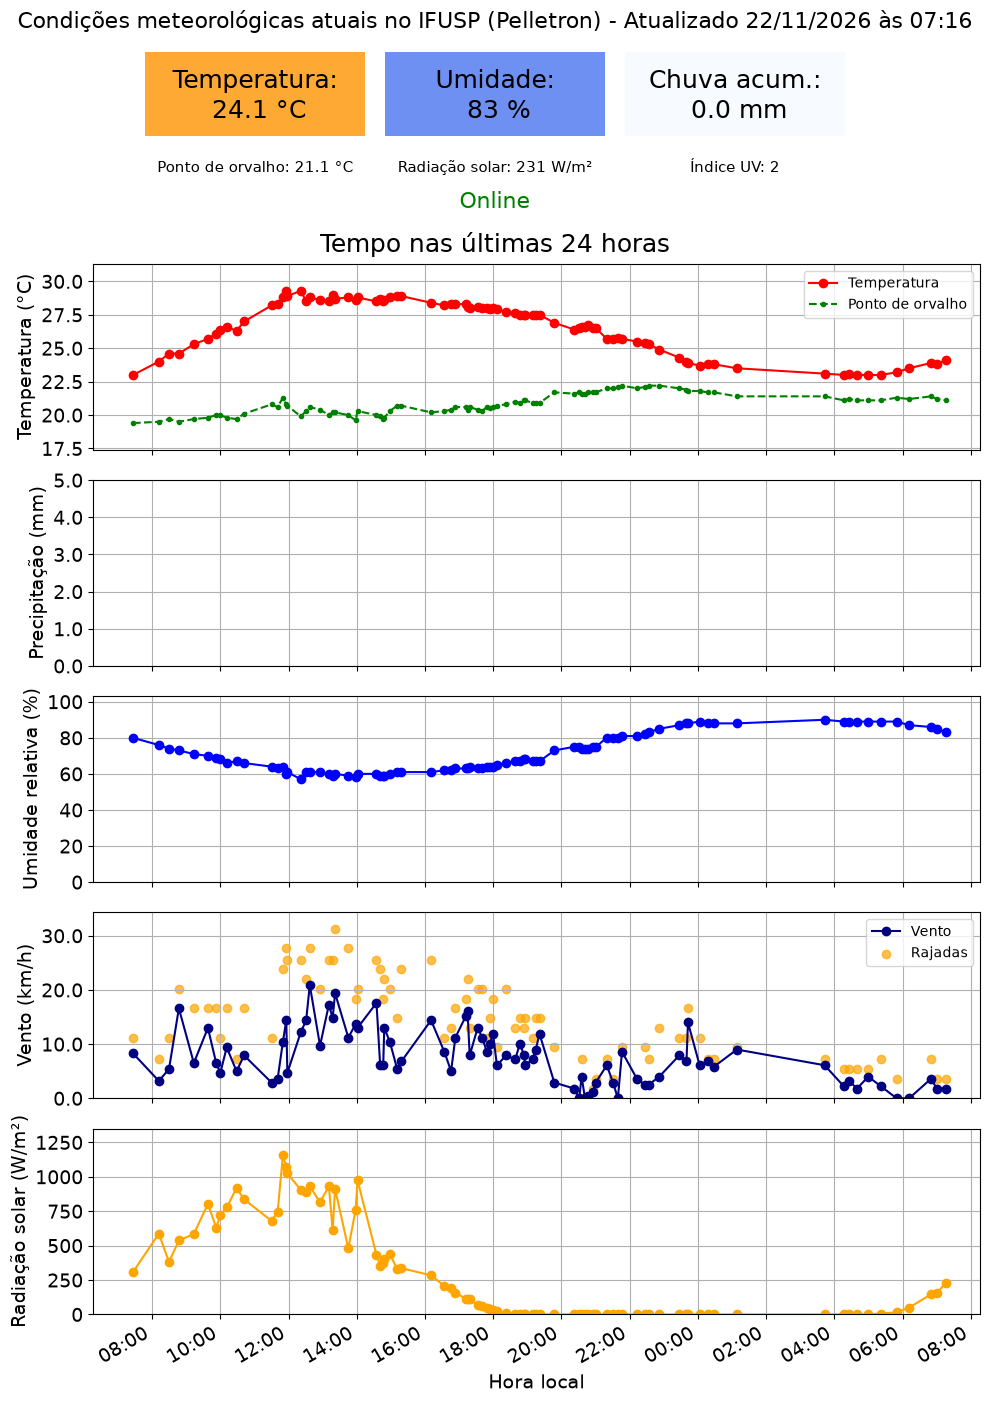 Condições meteorológicas atuais no IFUSP (Pelletron) - Atualizado 22/11/2026 às 07:16
Temperatura:
24.1 °C
Umidade:
83 %
Chuva acum.:
0.0 mm
Ponto de orvalho: 21.1 °C
Radiação solar: 231 W/m²
Índice UV: 2
Online
Tempo nas últimas 24 horas
Temperatura (°C)
30.0
27.5
25.0
22.5
20.0
17.5
Temperatura
Ponto de orvalho
Precipitação (mm)
5.0
4.0
3.0
2.0
1.0
0.0
Umidade relativa (%)
100
80
60
40
20
0
Vento (km/h)
30.0
20.0
10.0
0.0
Vento
Rajadas
Radiação solar (W/m²)
1250
1000
750
500
250
0
08:00
10:00
12:00
14:00
16:00
18:00
20:00
22:00
00:00
02:00
04:00
06:00
08:00
Hora local